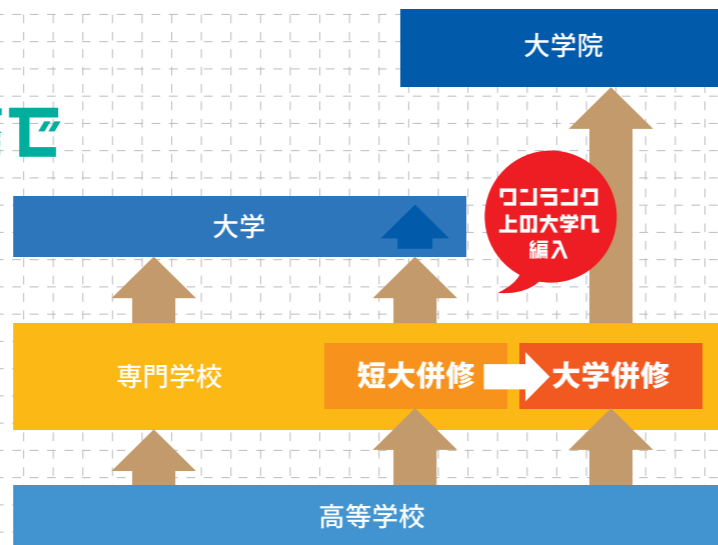 大学院
で
ワンランク
上の大学へ
編入
大学
専門学校
短大併修
大学併修
高等学校